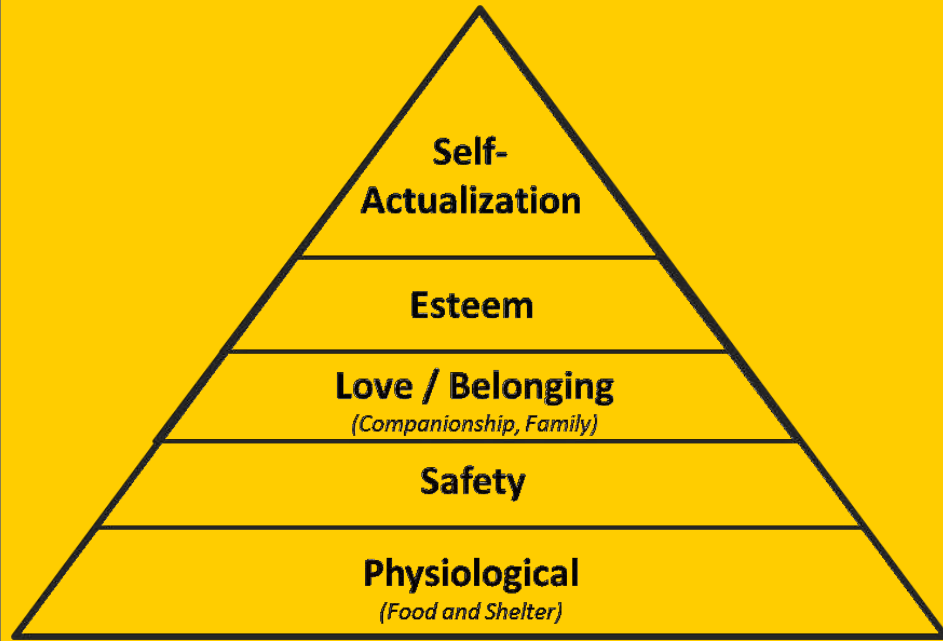 Self-
Actualization
Esteem
Love / Belonging
(Companionship, Family)
Safety
Physiological
(Food and Shelter)